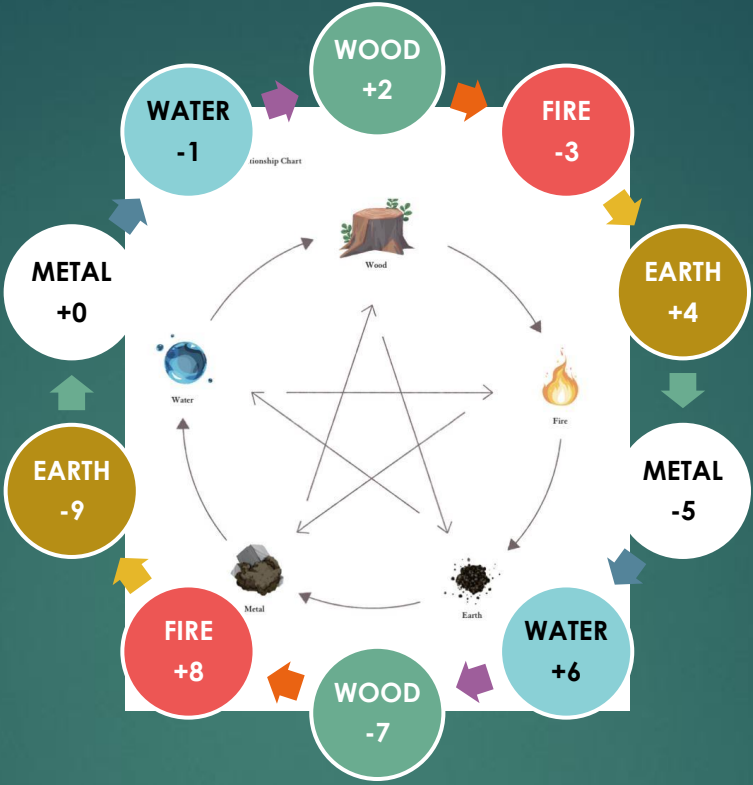 WOOD
+2
FIRE
-3
EARTH
+4
METAL
-5
WATER
+6
WOOD
-7
FIRE
+8
EARTH
-9
METAL
+0
WATER
-1
Chart
Wood
Fire
Earth
Metal
Water